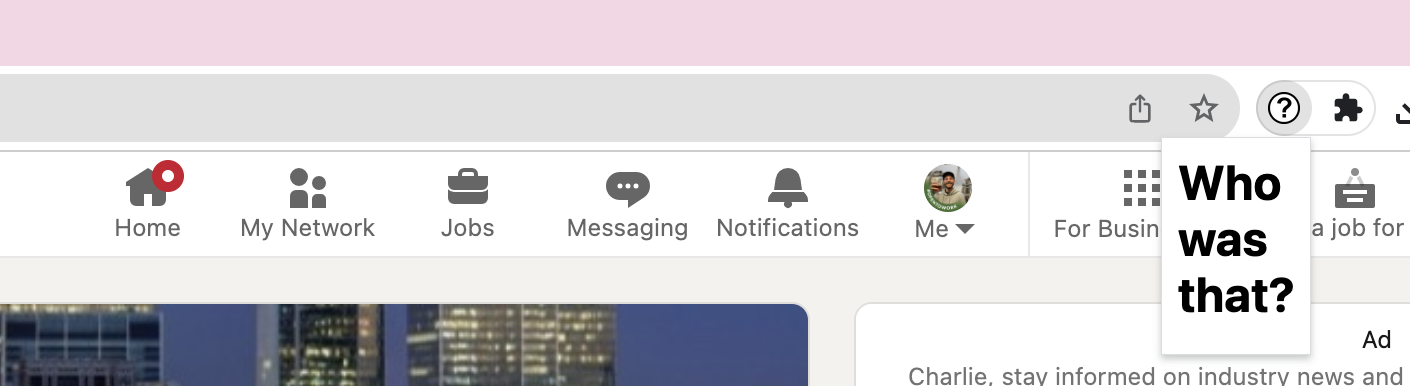 Home
My Network
Jobs
Messaging
Notifications
Me
For Busin
a job for
Who
was
that?
Ad
Charlie, stay informed on industry news and